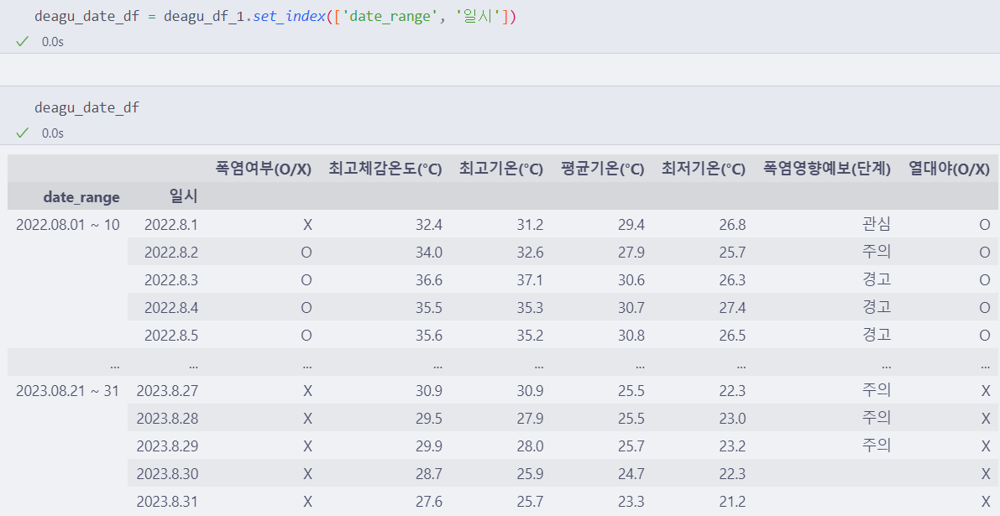 deagu_date_df = deagu_df_1.set_index(['date_range', '일시'])
0.0s
deagu_date_df
0.0s
폭염여부(O/X) 최고체감온도(°C) 최고기온(°C) 평균기온(°C) 최저기온(°C) 폭염영향예보(단계) 열대야(O/X)
date_range 일시
2022.08.01 ~ 10 2022.8.1 X 32.4 31.2 29.4 26.8 관심 O
2022.8.2 O 34.0 32.6 27.9 25.7 주의 O
2022.8.3 O 36.6 37.1 30.6 26.3 경고 O
2022.8.4 O 35.5 35.3 30.7 27.4 경고 O
2022.8.5 O 35.6 35.2 30.8 26.5 경고 O
... ... ... ... ... ... ... ... ...
2023.08.21 ~ 31 2023.8.27 X 30.9 30.9 25.5 22.3 주의 X
2023.8.28 X 29.5 27.9 25.5 23.0 주의 X
2023.8.29 X 29.9 28.0 25.7 23.2 주의 X
2023.8.30 X 28.7 25.9 24.7 22.3 X
2023.8.31 X 27.6 25.7 23.3 21.2 X